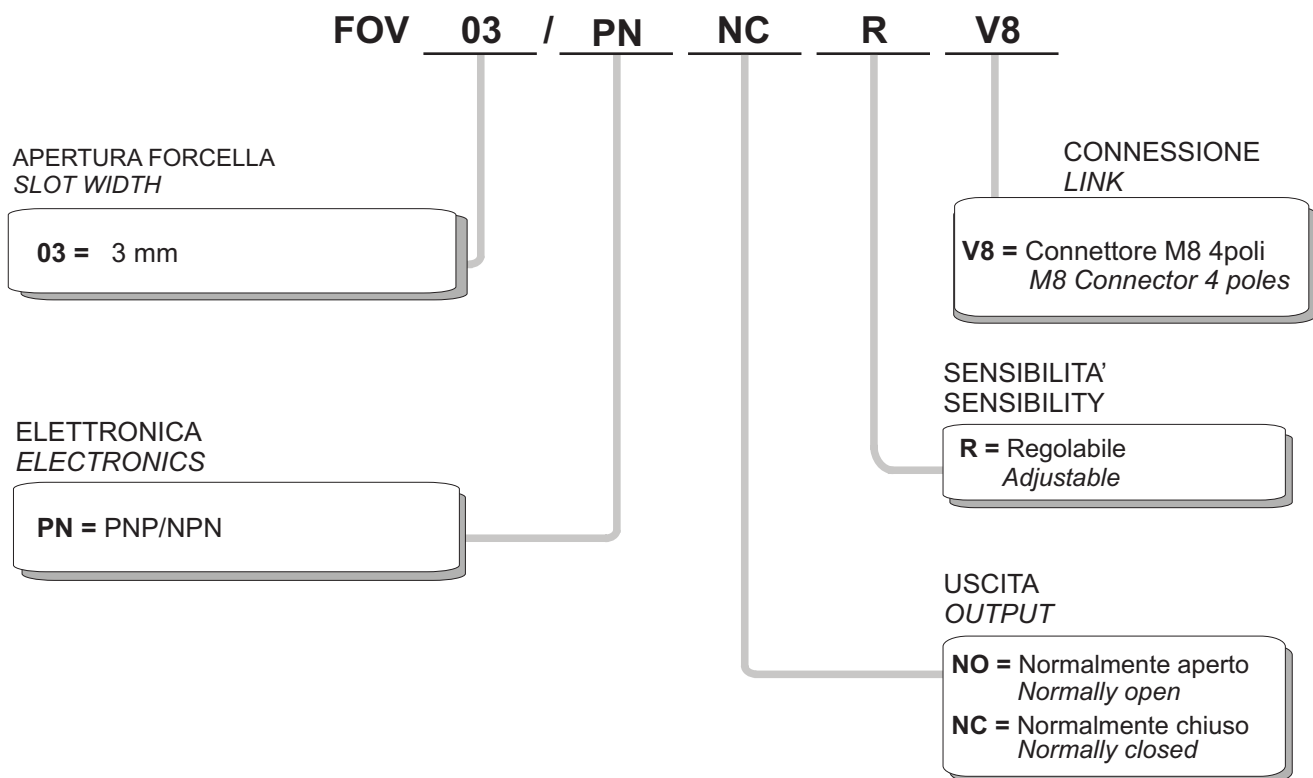 FOV 03 / PN NC R V8
APERTURA FORCELLA
SLOT WIDTH
03 = 3 mm
CONNESSIONE
LINK
V8 = Connettore M8 4poli
M8 Connector 4 poles
SENSIBILITA’
SENSIBILITY
R = Regolabile
Adjustable
ELETTRONICA
ELECTRONICS
PN = PNP/NPN
USCITA
OUTPUT
NO = Normalmente aperto
Normally open
NC = Normalmente chiuso
Normally closed